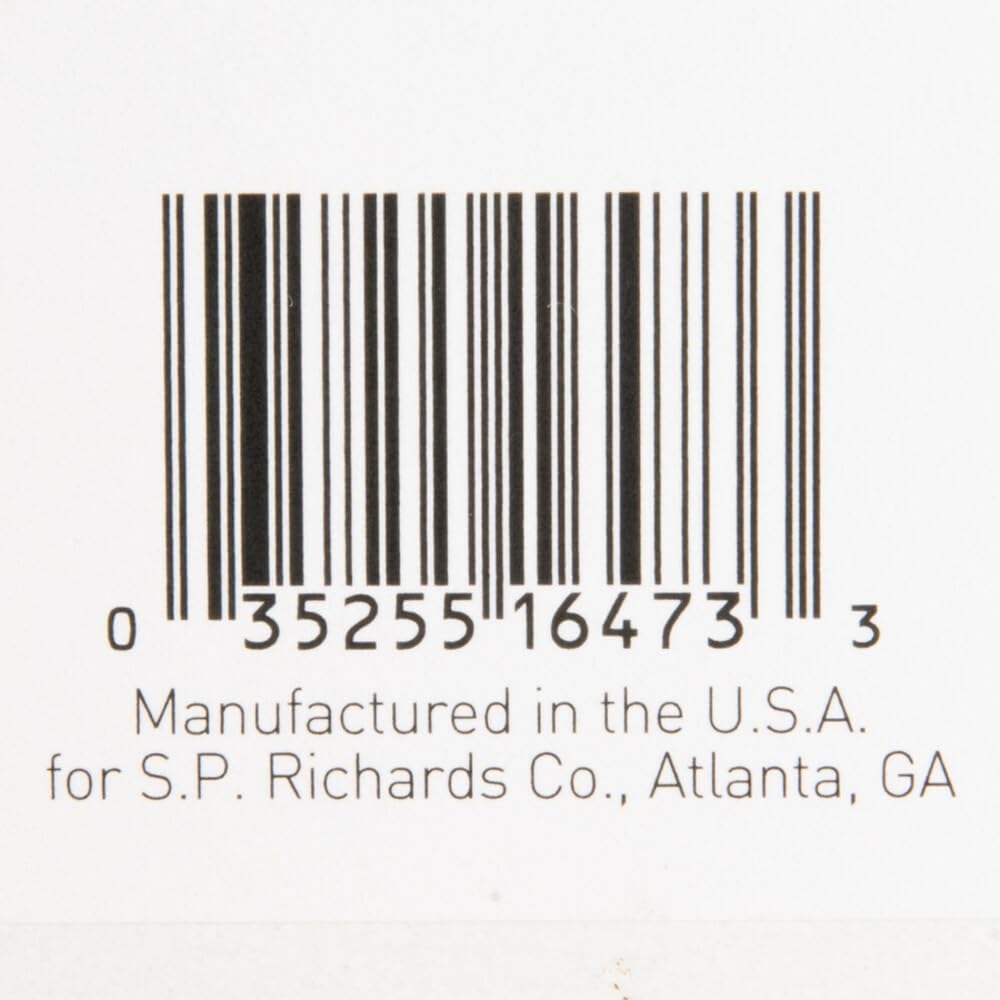 0 35255 16473 3
Manufactured in the U.S.A.
for S.P. Richards Co., Atlanta, GA